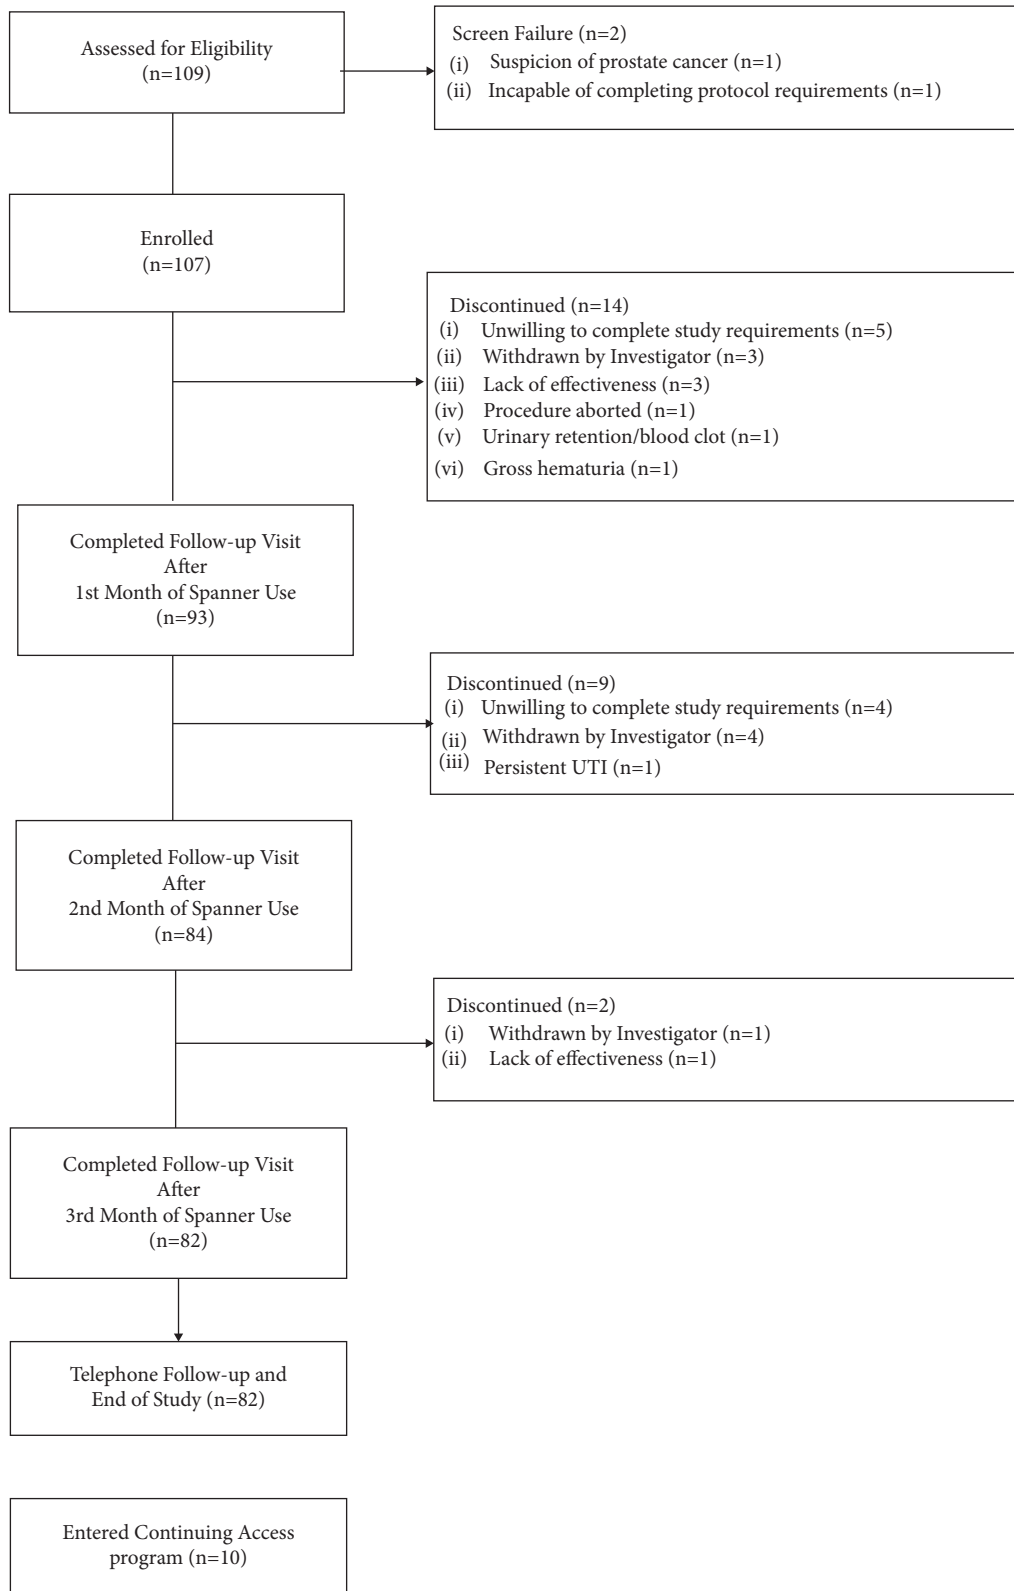 Assessed for Eligibility
(n=109)
Screen Failure (n=2)
(i) Suspicion of prostate cancer (n=1)
(ii) Incapable of completing protocol requirements (n=1)
Enrolled
(n=107)
Discontinued (n=14)
(i) Unwilling to complete study requirements (n=5)
(ii) Withdrawn by Investigator (n=3)
(iii) Lack of effectiveness (n=3)
(iv) Procedure aborted (n=1)
(v) Urinary retention/blood clot (n=1)
(vi) Gross hematuria (n=1)
Completed Follow-up Visit
After
1st Month of Spanner Use
(n=93)
Discontinued (n=9)
(i) Unwilling to complete study requirements (n=4)
(ii) Withdrawn by Investigator (n=4)
(iii) Persistent UTI (n=1)
Completed Follow-up Visit
After
2nd Month of Spanner Use
(n=84)
Discontinued (n=2)
(i) Withdrawn by Investigator (n=1)
(ii) Lack of effectiveness (n=1)
Completed Follow-up Visit
After
3rd Month of Spanner Use
(n=82)
Telephone Follow-up and
End of Study (n=82)
Entered Continuing Access
program (n=10)